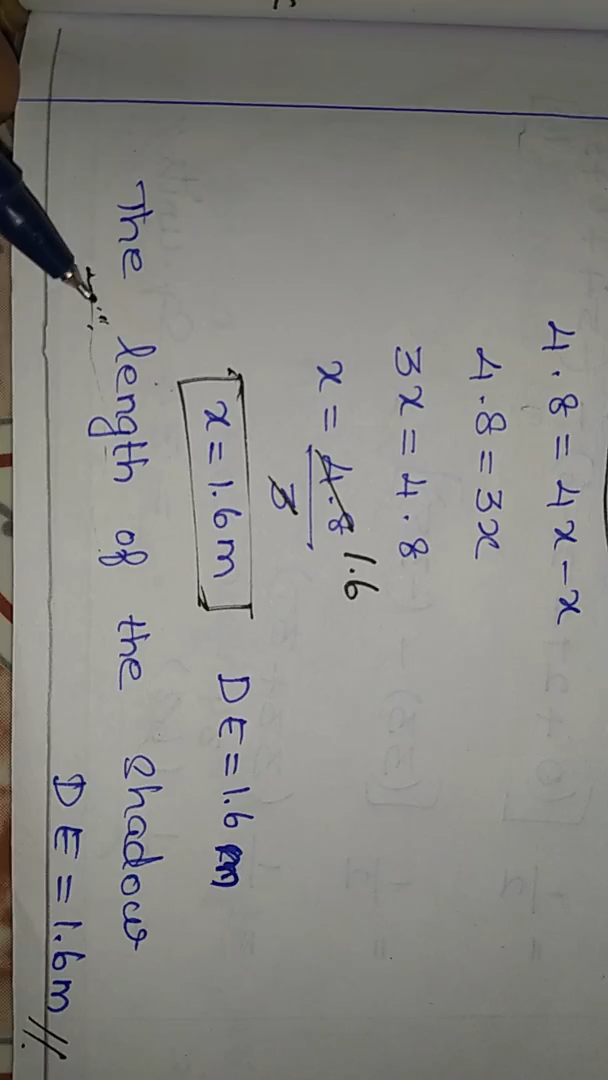 4.8 = 4x - x
4.8 = 3x
3x = 4.8
x = 4.8/3 1.6
x = 1.6m DE = 1.6 m
The length of the shadow
DE = 1.6m //.